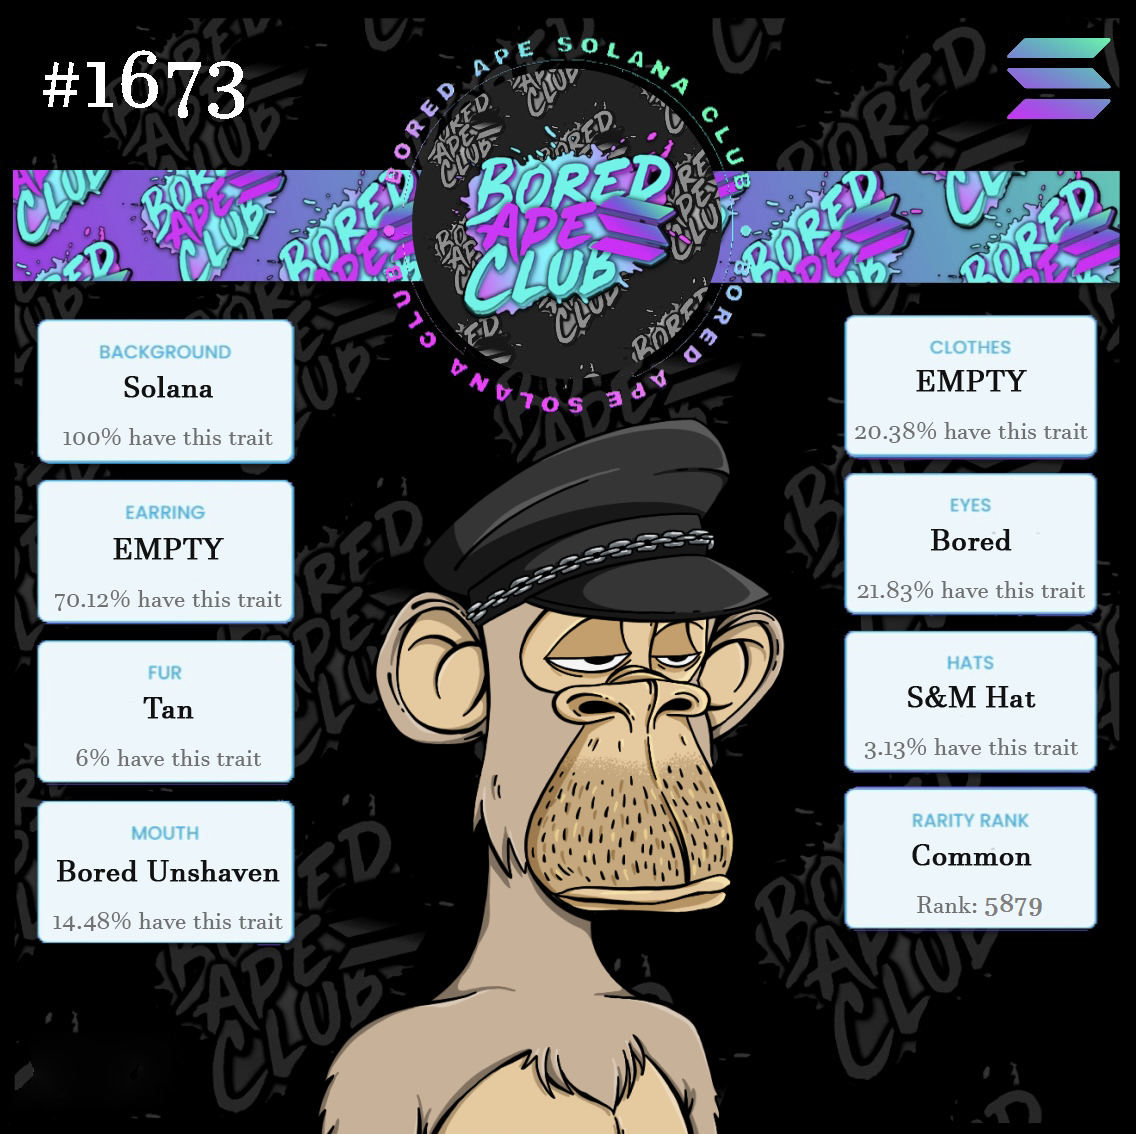 #1673
BORED APE SOLANA CLUB
BORED APE SOLANA CLUB
BORED
APE
CLUB
BACKGROUND
Solana
100% have this trait
EARRING
EMPTY
70.12% have this trait
FUR
Tan
6% have this trait
MOUTH
Bored Unshaven
14.48% have this trait
CLOTHES
EMPTY
20.38% have this trait
EYES
Bored
21.83% have this trait
HATS
S&M Hat
3.13% have this trait
RARITY RANK
Common
Rank: 5879